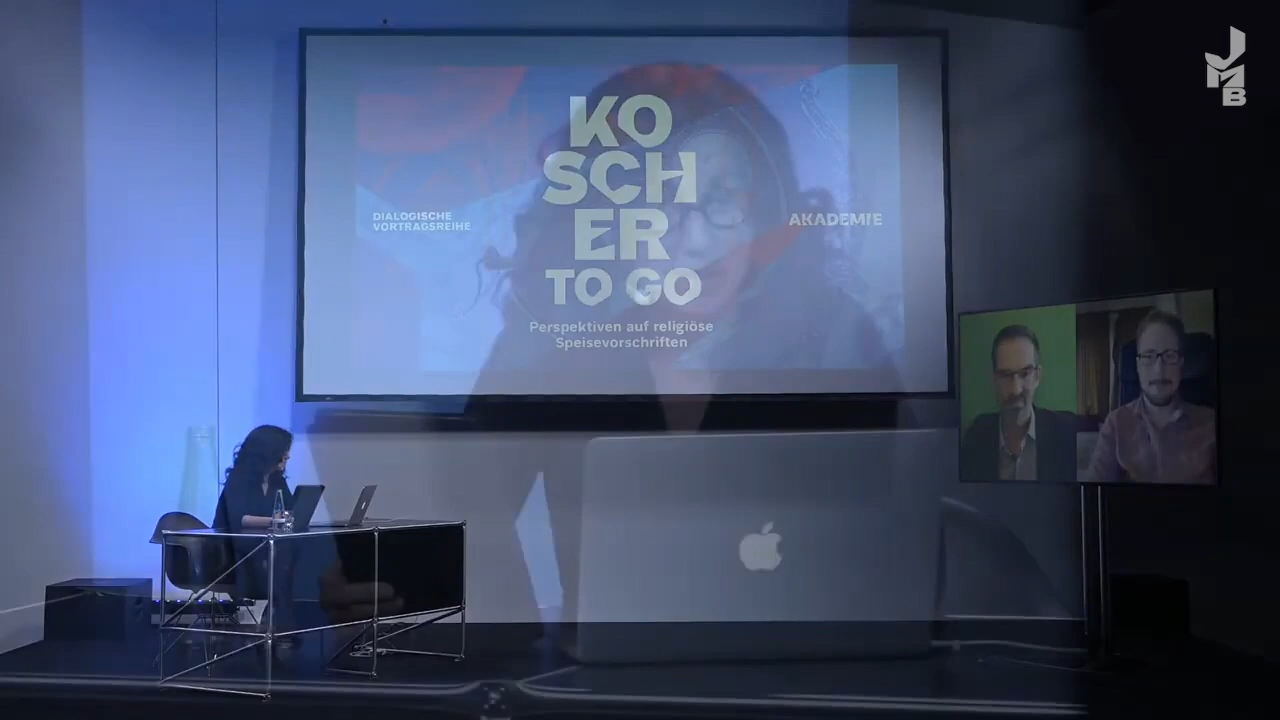 JMB
KO
SCH
ER
TO GO
DIALOGISCHE
VORTRAGSREIHE
AKADEMIE
Perspektiven auf religiöse
Speisevorschriften